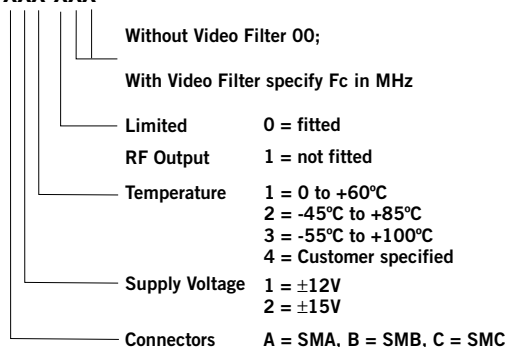 Without Video Filter 00;
With Video Filter specify Fc in MHz
Limited 0 = fitted
RF Output 1 = not fitted
Temperature 1 = 0 to +60ºC
2 = -45ºC to +85ºC
3 = -55ºC to +100ºC
4 = Customer specified
Supply Voltage 1 = ±12V
2 = ±15V
Connectors A = SMA, B = SMB, C = SMC